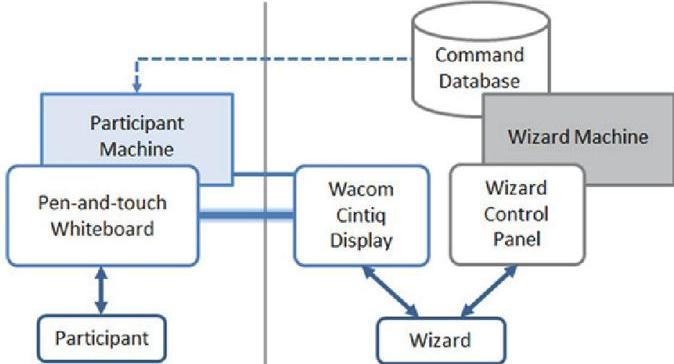 Command
Database
Participant
Machine
Wizard Machine
Pen-and-touch
Whiteboard
Wacom
Cintiq
Display
Wizard
Control
Panel
Participant
Wizard